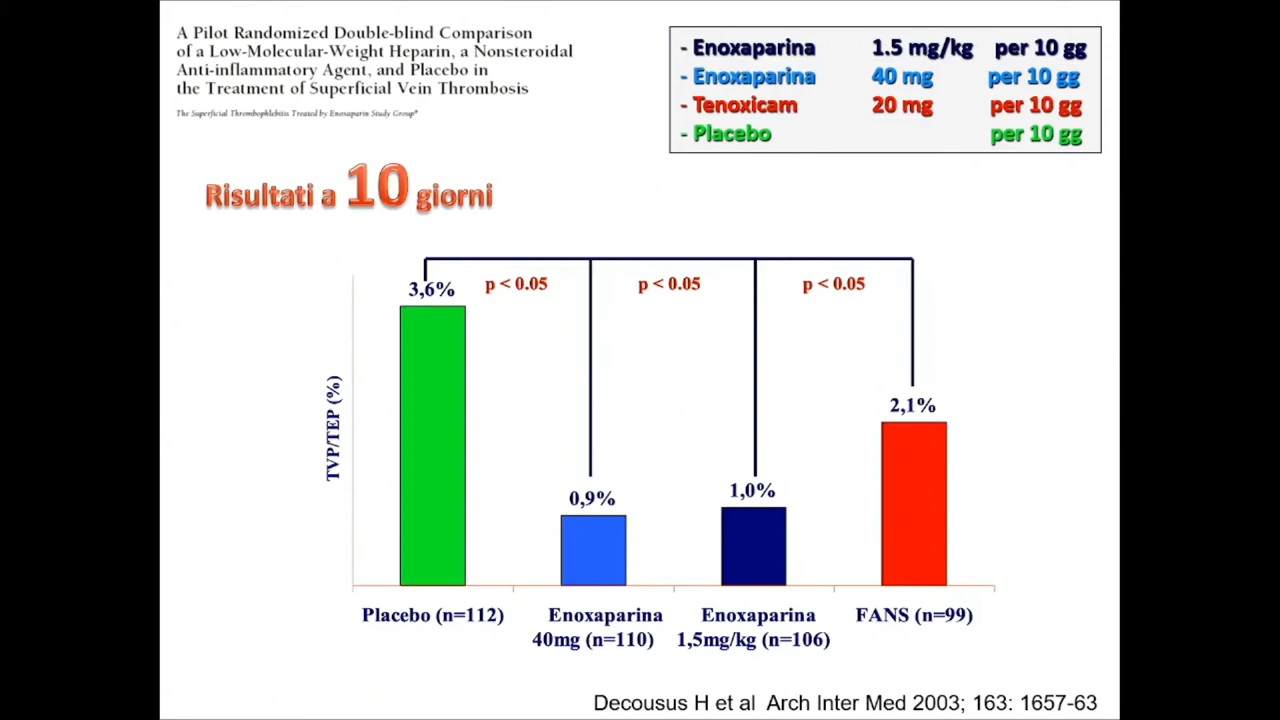 A Pilot Randomized Double-blind Comparison
of a Low-Molecular-Weight Heparin, a Nonsteroidal
Anti-inflammatory Agent, and Placebo in
the Treatment of Superficial Vein Thrombosis
The Superficial Thrombophlebitis Treated by Enoxaparin Study Group*
- Enoxaparina 1.5 mg/kg per 10 gg
- Enoxaparina 40 mg per 10 gg
- Tenoxicam 20 mg per 10 gg
- Placebo per 10 gg
Risultati a 10 giorni
p < 0.05 p < 0.05 p < 0.05
3,6%
2,1%
1,0%
0,9%
TVP/TEP (%)
Placebo (n=112) Enoxaparina Enoxaparina FANS (n=99)
40mg (n=110) 1,5mg/kg (n=106)
Decousus H et al Arch Inter Med 2003; 163: 1657-63